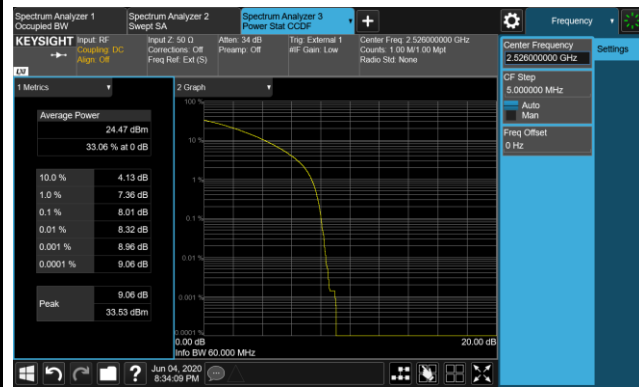 Spectrum Analyzer 1
Occupied BW
Spectrum Analyzer 2
Swept SA
Spectrum Analyzer 3
Power Stat CCDF
Frequency
KEYSIGHT
Input: RF
Coupling: DC
Align: Off
Input Z: 50 Ω
Corrections: Off
Freq Ref: Ext (S)
Atten: 34 dB
Preamp: Off
Trig: External 1
#IF Gain: Low
Center Freq: 2.526000000 GHz
Counts: 1.00 M/1.00 Mpt
Radio Std: None
LXI
Center Frequency
2.526000000 GHz
Settings
CF Step
5.000000 MHz
Auto
Man
Freq Offset
0 Hz
1 Metrics
Average Power
24.47 dBm
33.06 % at 0 dB
10.0 % 4.13 dB
1.0 % 7.36 dB
0.1 % 8.01 dB
0.01 % 8.32 dB
0.001 % 8.96 dB
0.0001 % 9.06 dB
Peak
9.06 dB
33.53 dBm
2 Graph
100 %
10 %
1 %
0.1 %
0.01 %
0.001 %
0.0001 %
0.00 dB
20.00 dB
Info BW 60.000 MHz
Jun 04, 2020
8:34:09 PM